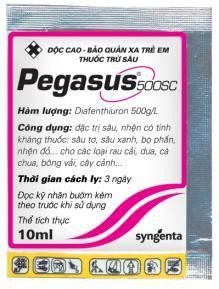 ĐỘC CAO - BẢO QUẢN XA TRẺ EM
THUỐC TRỪ SÂU
Pegasus® 500SC
Hàm lượng: Diafenthiuron 500g/L
Công dụng: đặc trị sâu, nhện có tính
kháng thuốc: sâu tơ, sâu xanh, bọ phấn,
nhện đỏ... cho các loại rau cải, dưa, cà
chua, bông vải, cây cảnh...
Thời gian cách ly: 3 ngày
Đọc kỹ nhãn bướm kèm
theo trước khi sử dụng
Thể tích thực
10ml
syngenta